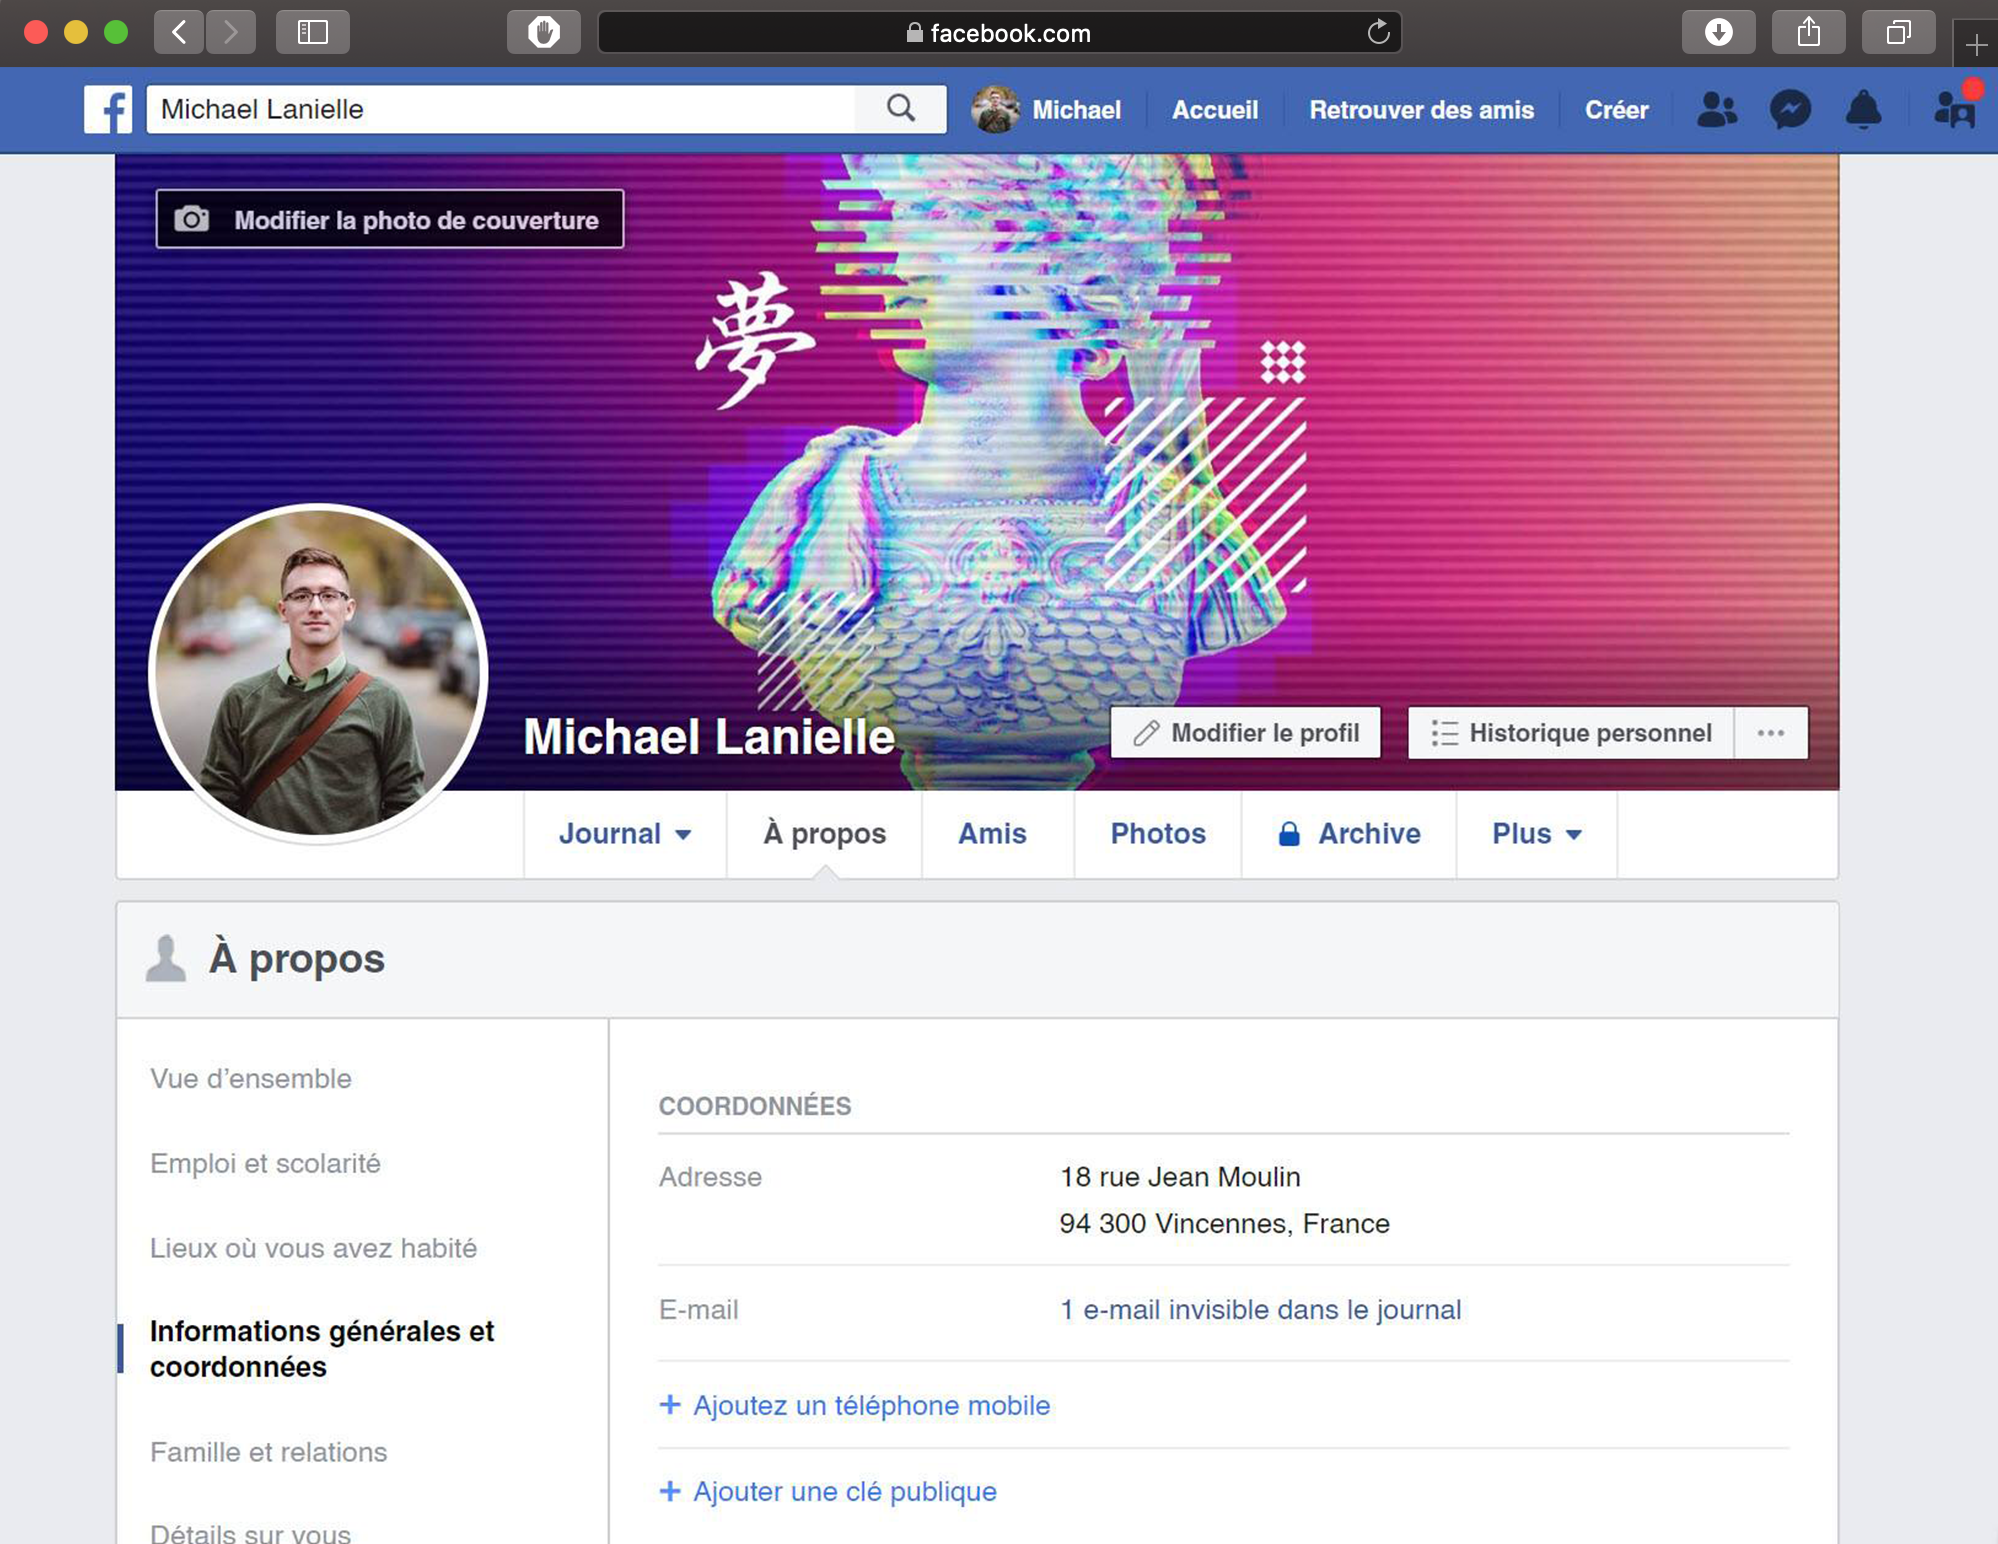 facebook.com
f
Michael Lanielle
Michael
Accueil
Retrouver des amis
Créer
Modifier la photo de couverture
夢
Michael Lanielle
Modifier le profil
Historique personnel
Journal
À propos
Amis
Photos
Archive
Plus
À propos
Vue d’ensemble
Emploi et scolarité
Lieux où vous avez habité
Informations générales et
coordonnées
Famille et relations
Détails sur vous
COORDONNÉES
Adresse
18 rue Jean Moulin
94 300 Vincennes, France
E-mail
1 e-mail invisible dans le journal
+ Ajoutez un téléphone mobile
+ Ajouter une clé publique